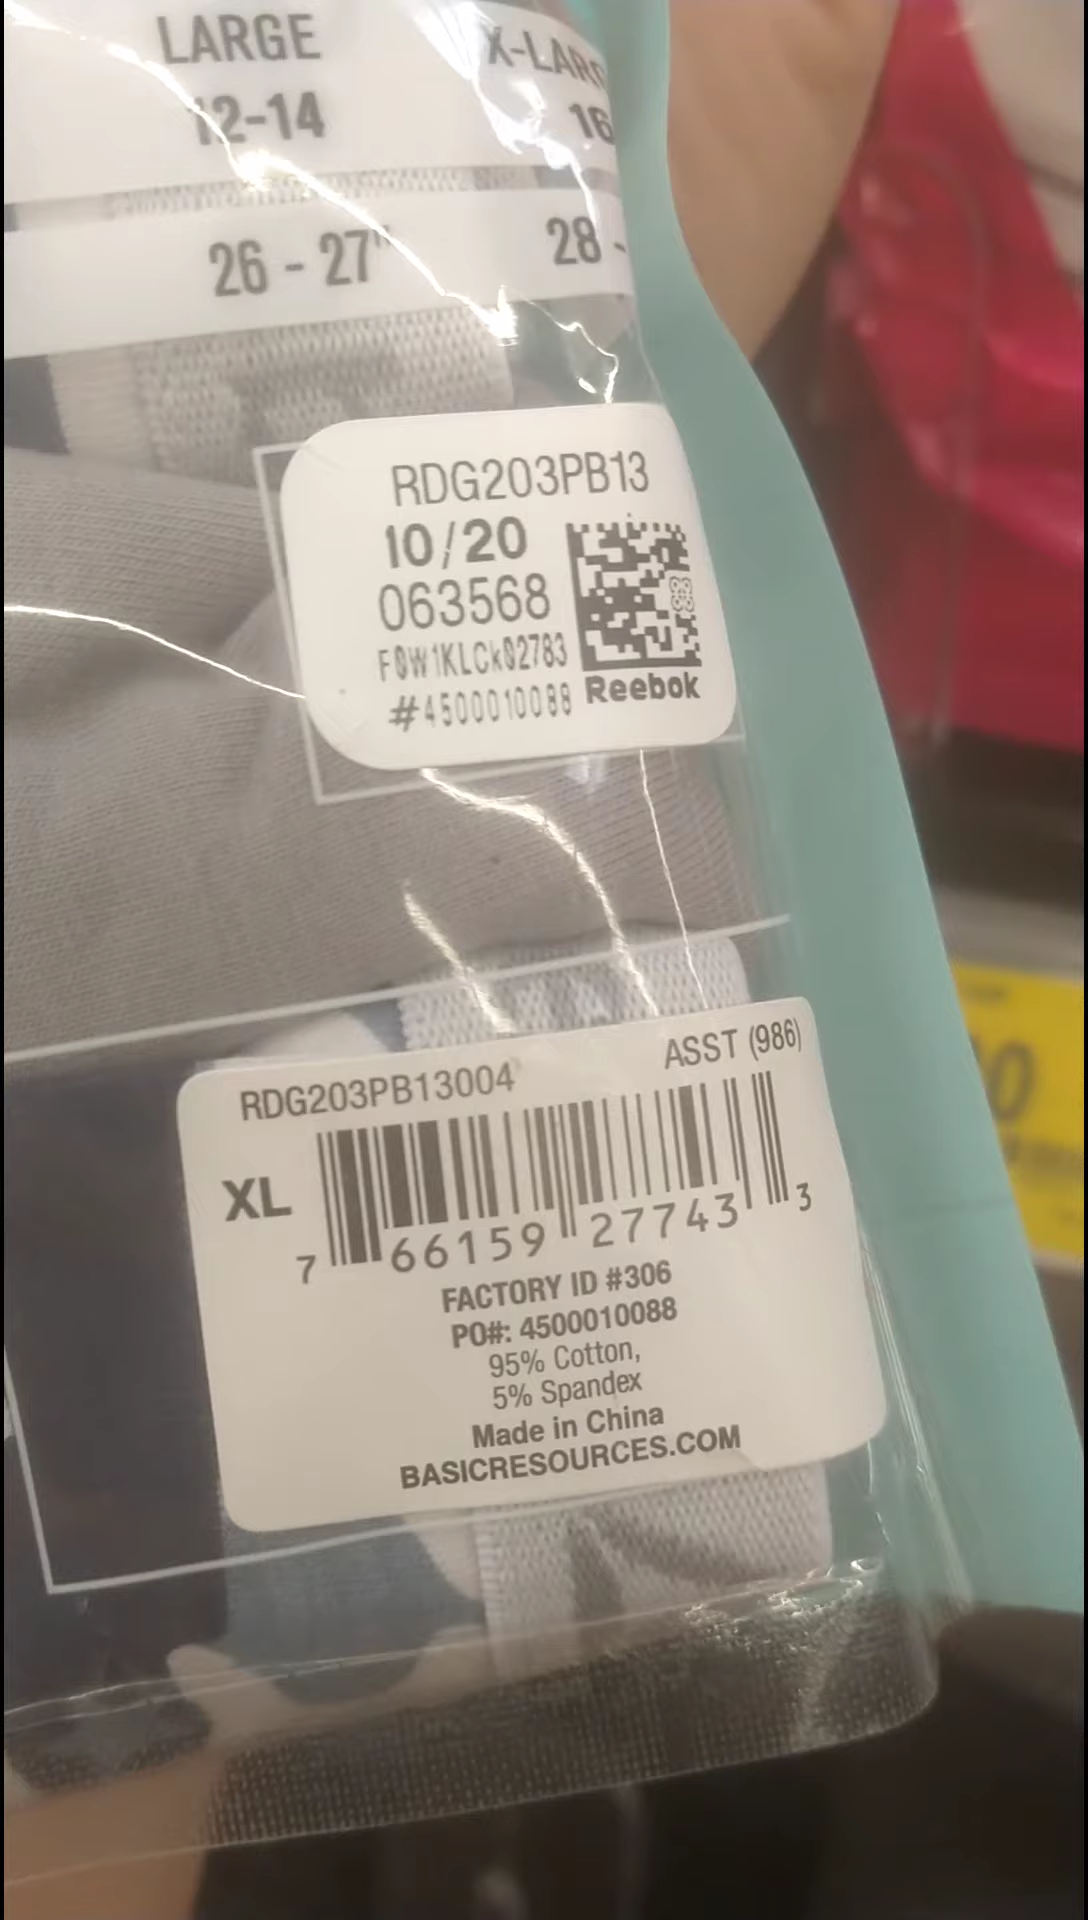 LARGE
X-LARG
12-14
16
26 - 27"
28 -
RDG203PB13
10/20
063568
F0W1KLCk02783
#4500010088
Reebok
RDG203PB13004
ASST (986)
XL
7 66159 27743 3
FACTORY ID #306
PO#: 4500010088
95% Cotton,
5% Spandex
Made in China
BASICRESOURCES.COM